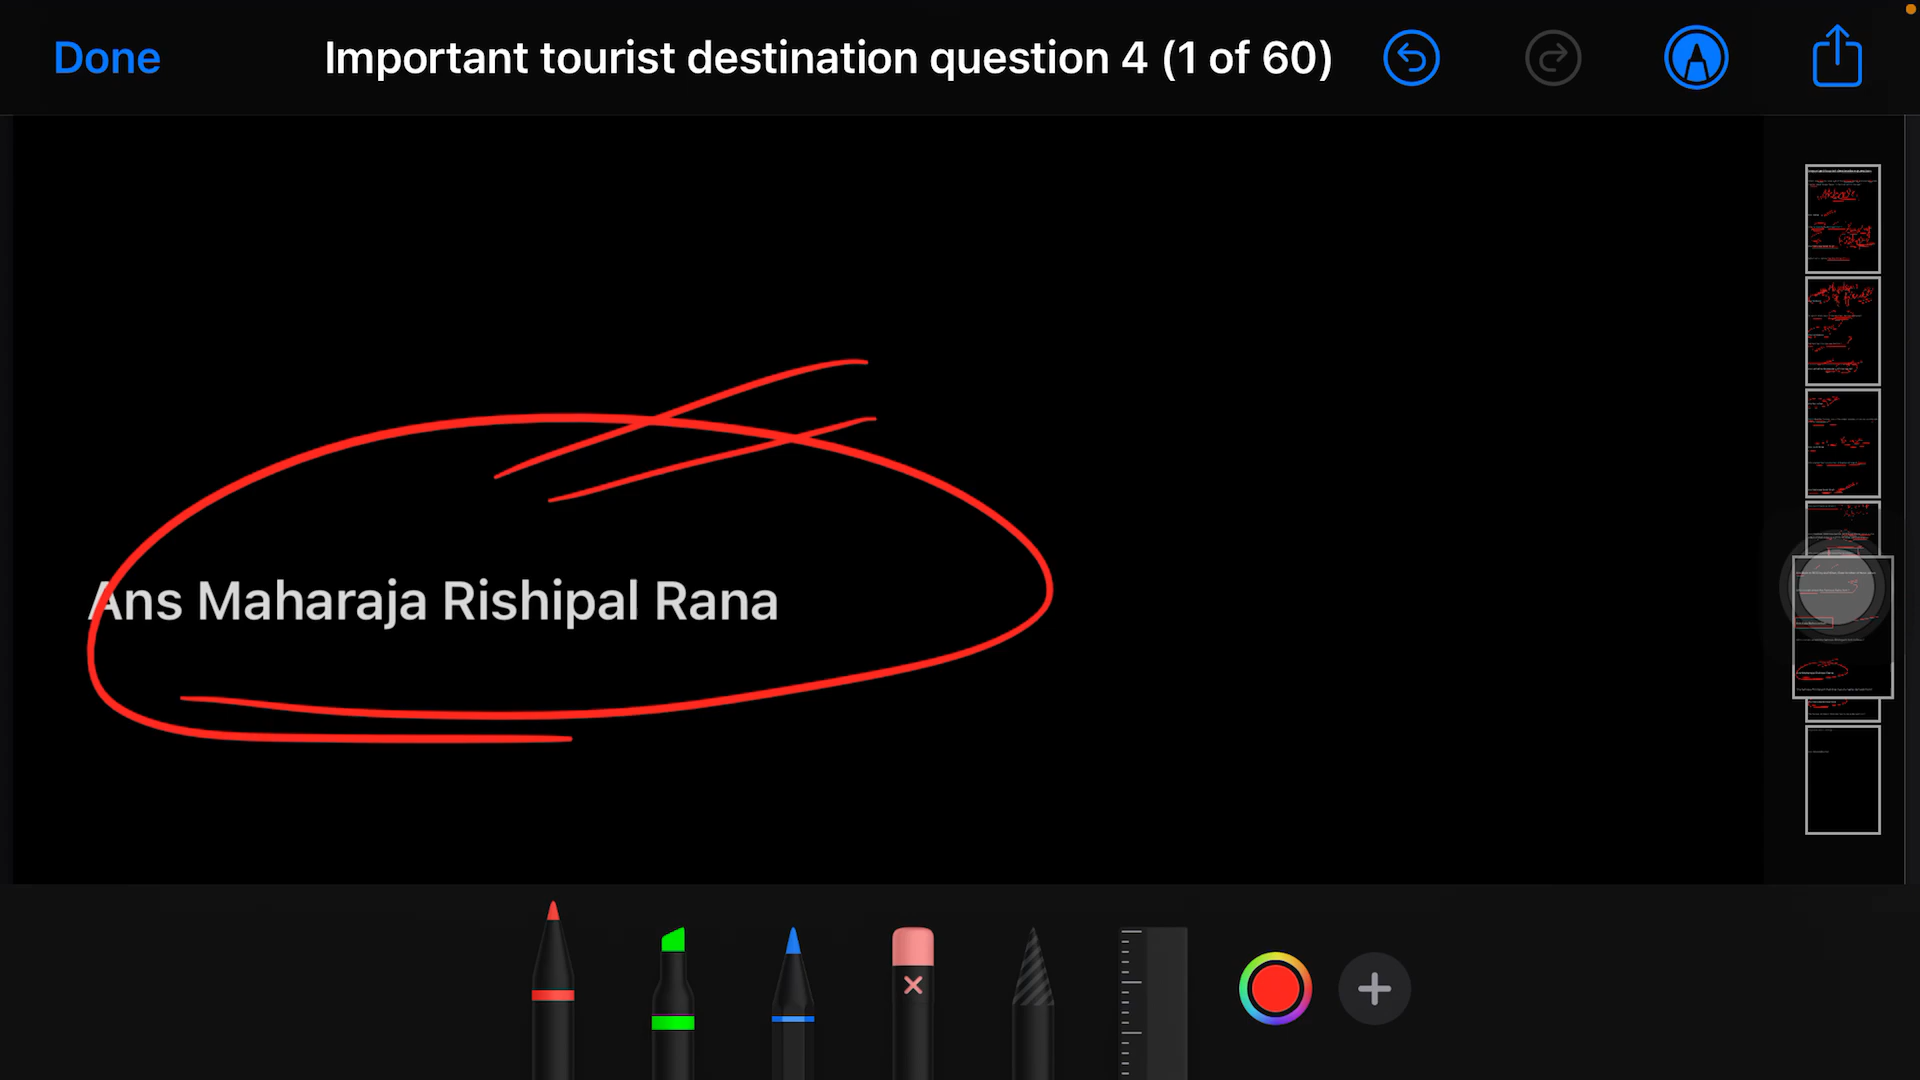 Done
Important tourist destination question 4 (1 of 60)
Ans Maharaja Rishipal Rana